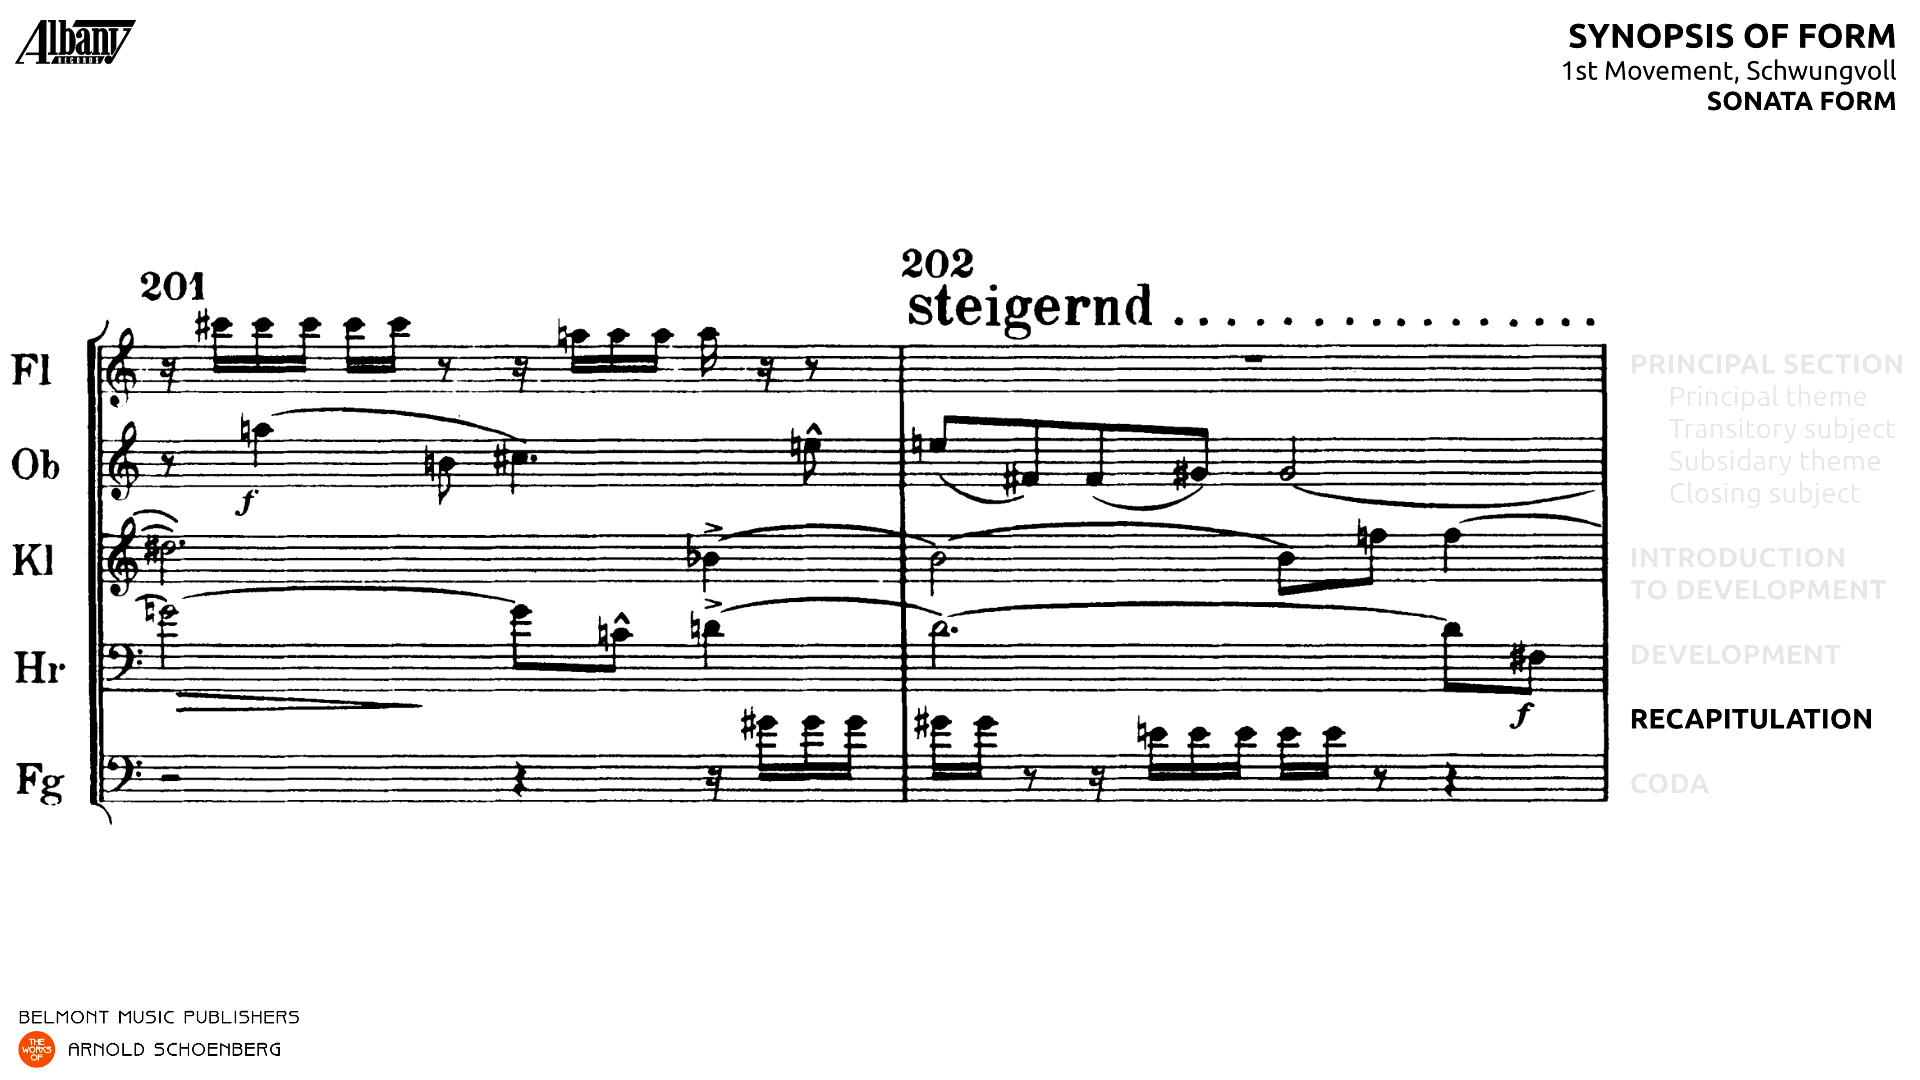 Albany
RECORDS
SYNOPSIS OF FORM
1st Movement, Schwungvoll
SONATA FORM
201
202
steigernd . . . . . . . . . . . . . . . .
Fl
Ob
f
Kl
Hr
f
Fg
PRINCIPAL SECTION
Principal theme
Transitory subject
Subsidary theme
Closing subject
INTRODUCTION
TO DEVELOPMENT
DEVELOPMENT
RECAPITULATION
CODA
BELMONT MUSIC PUBLISHERS
THE
WORKS
OF
ARNOLD SCHOENBERG